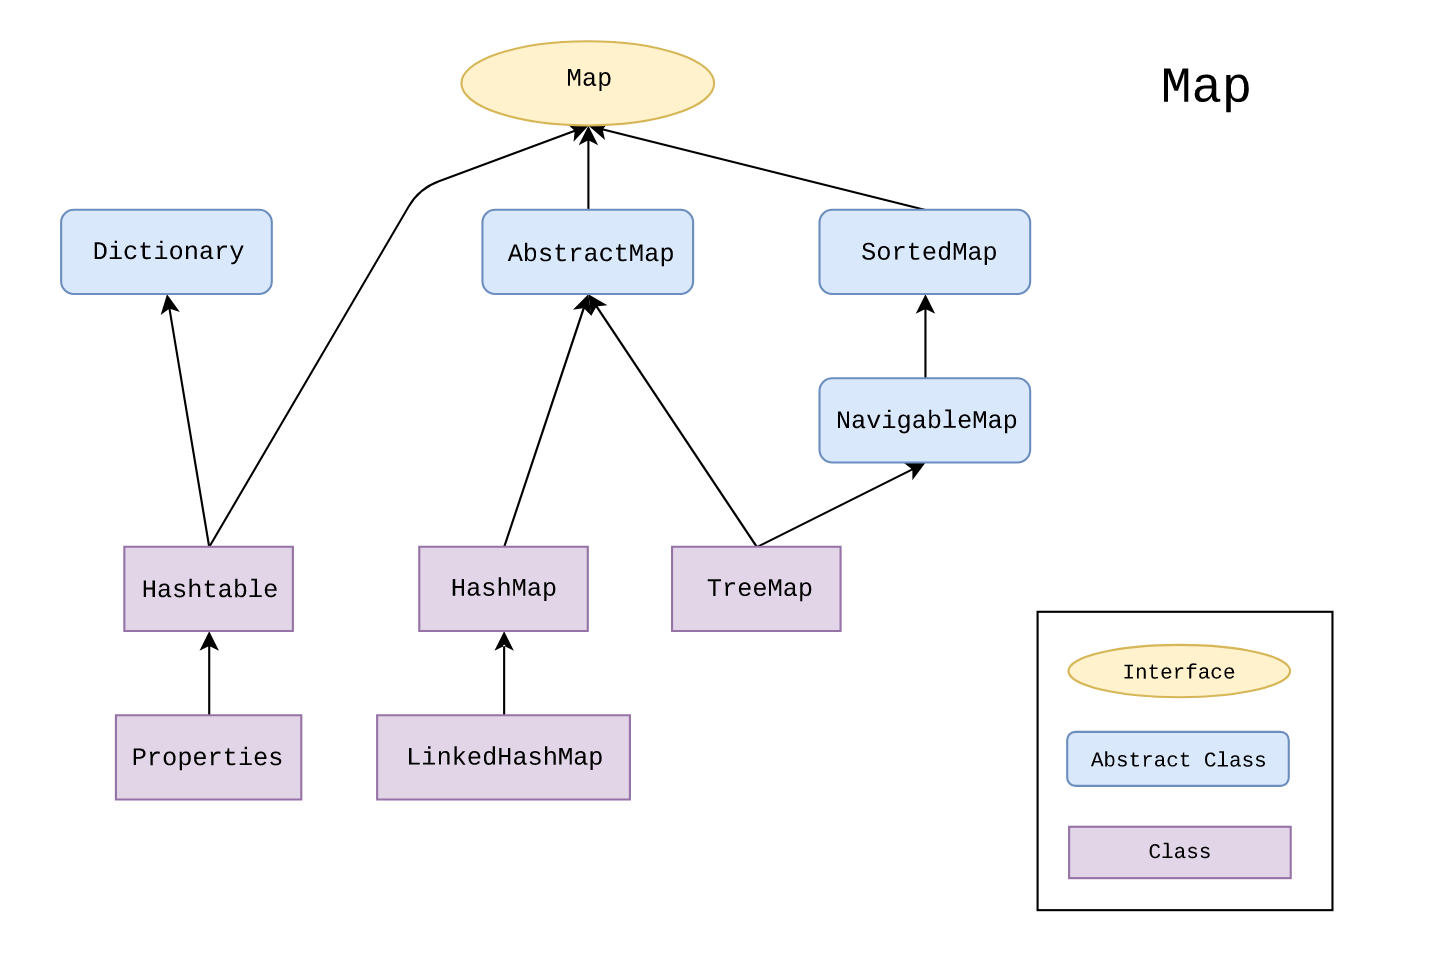 Map
Map
Dictionary
AbstractMap
SortedMap
NavigableMap
Hashtable
HashMap
TreeMap
Properties
LinkedHashMap
Interface
Abstract Class
Class